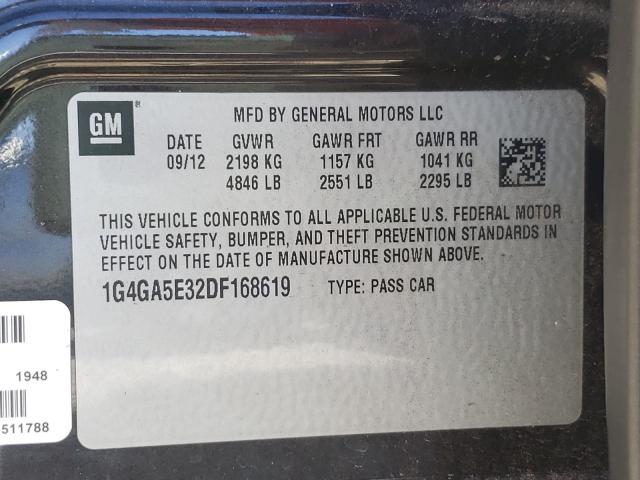 GM ®
MFD BY GENERAL MOTORS LLC
DATE GVWR GAWR FRT GAWR RR
09/12 2198 KG 1157 KG 1041 KG
4846 LB 2551 LB 2295 LB
THIS VEHICLE CONFORMS TO ALL APPLICABLE U.S. FEDERAL MOTOR
VEHICLE SAFETY, BUMPER, AND THEFT PREVENTION STANDARDS IN
EFFECT ON THE DATE OF MANUFACTURE SHOWN ABOVE.
1G4GA5E32DF168619 TYPE: PASS CAR
1948
511788